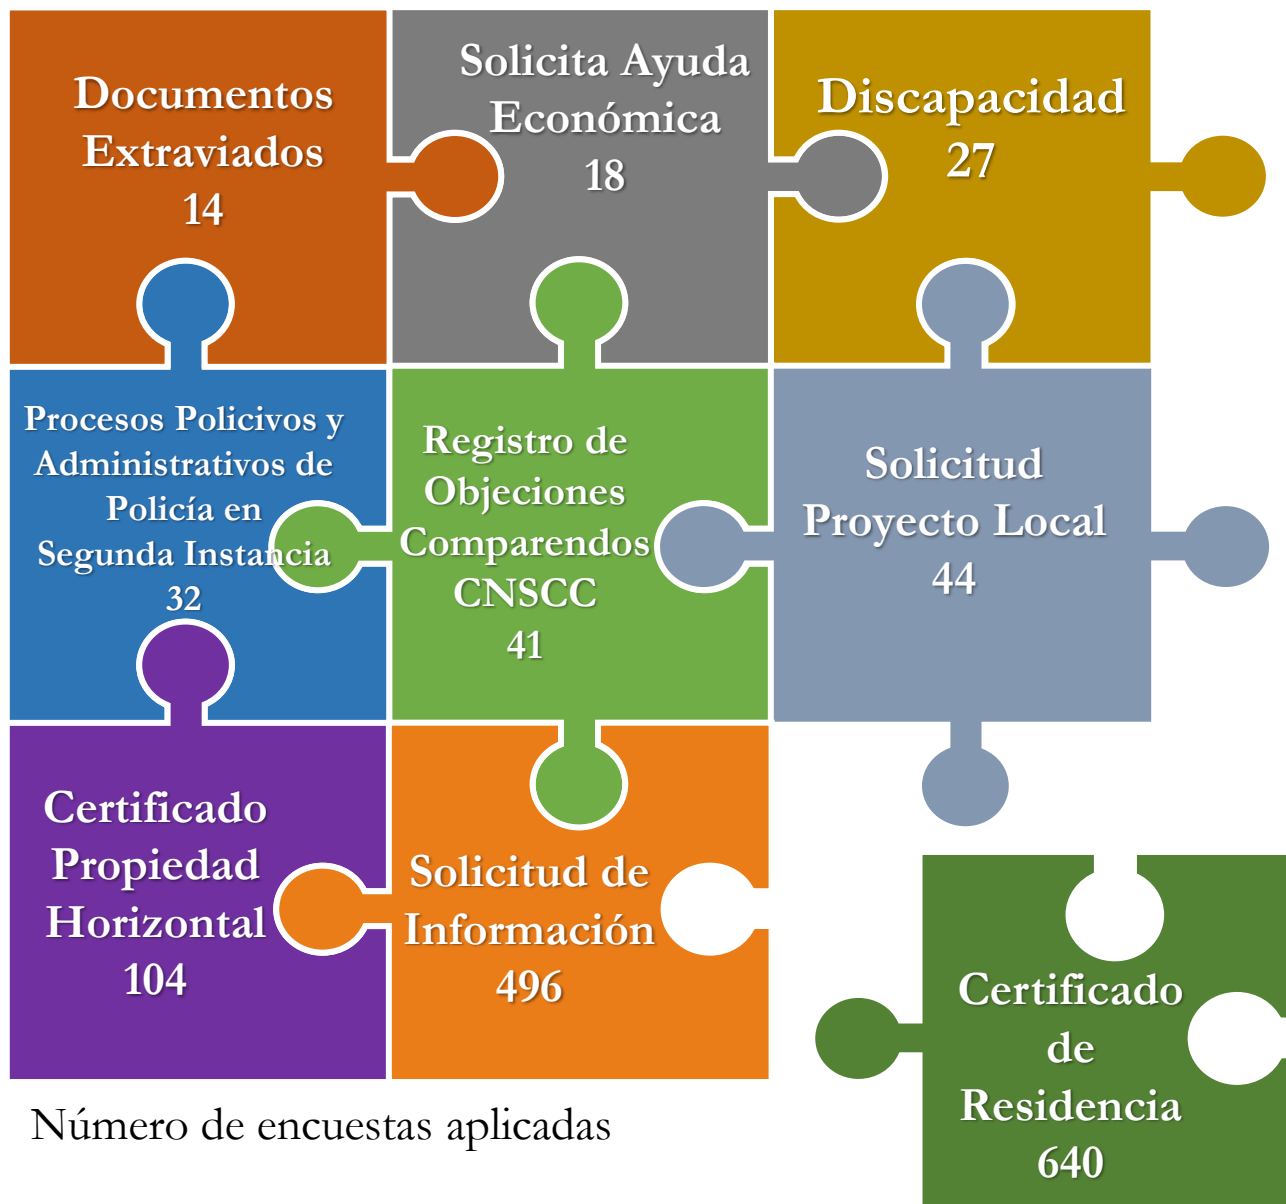 Documentos
Extraviados
14
Solicita Ayuda
Económica
18
Discapacidad
27
Procesos Policivos y
Administrativos de
Policía en
Segunda Instancia
32
Registro de
Objeciones
Comparendos
CNSCC
41
Solicitud
Proyecto Local
44
Certificado
Propiedad
Horizontal
104
Solicitud de
Información
496
Certificado
de
Residencia
640
Número de encuestas aplicadas